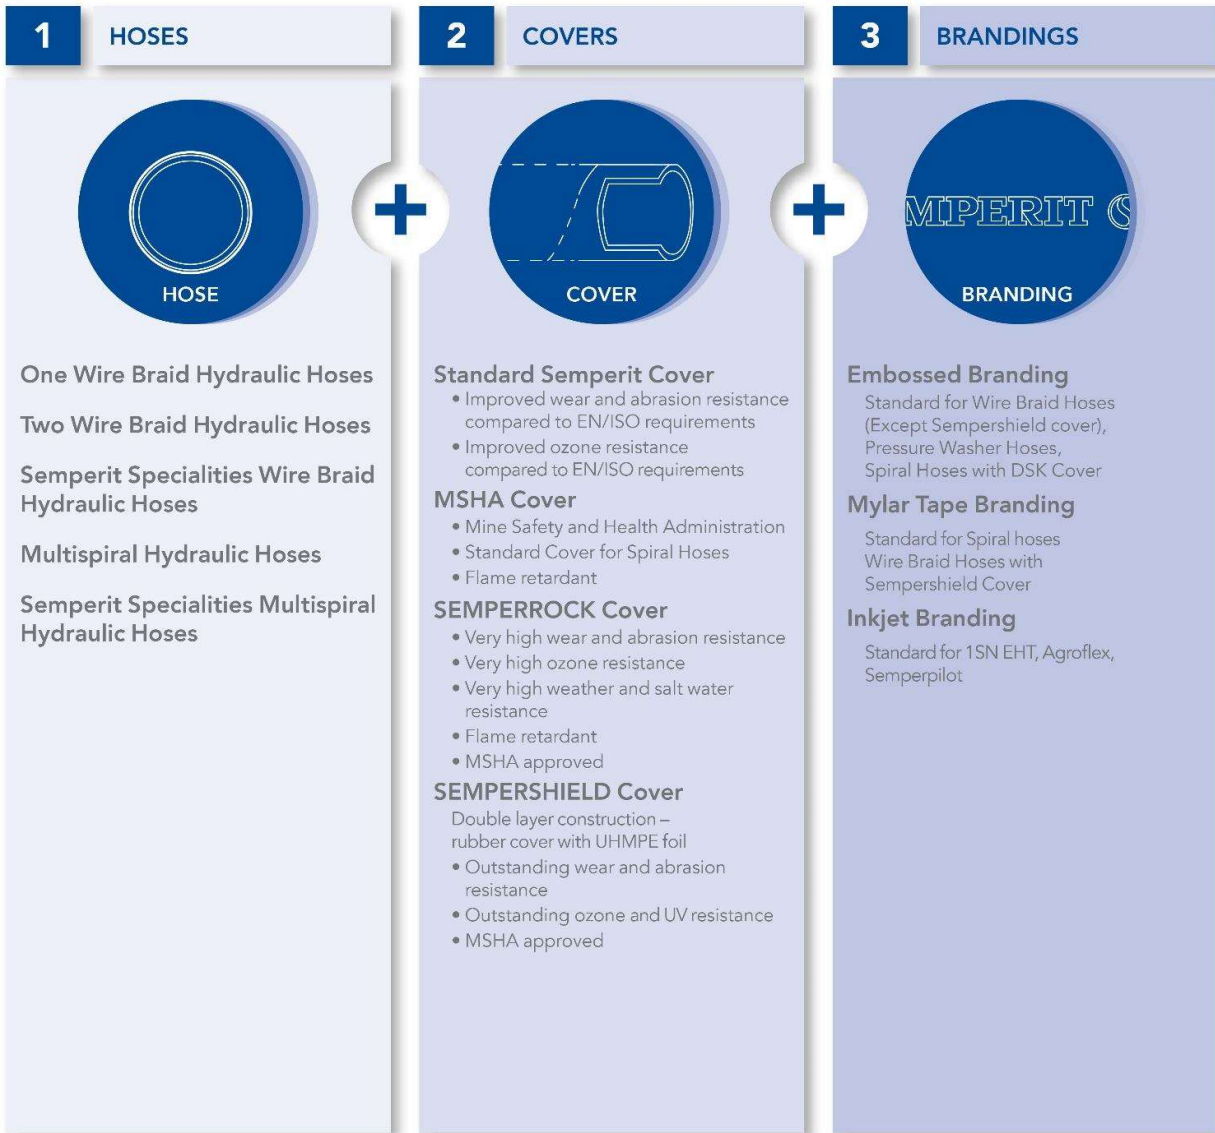 1 HOSES
HOSE
One Wire Braid Hydraulic Hoses
Two Wire Braid Hydraulic Hoses
Semperit Specialities Wire Braid
Hydraulic Hoses
Multispiral Hydraulic Hoses
Semperit Specialities Multispiral
Hydraulic Hoses
+
2 COVERS
COVER
Standard Semperit Cover
• Improved wear and abrasion resistance
compared to EN/ISO requirements
• Improved ozone resistance
compared to EN/ISO requirements
MSHA Cover
• Mine Safety and Health Administration
• Standard Cover for Spiral Hoses
• Flame retardant
SEMPERROCK Cover
• Very high wear and abrasion resistance
• Very high ozone resistance
• Very high weather and salt water
resistance
• Flame retardant
• MSHA approved
SEMPERSHIELD Cover
Double layer construction –
rubber cover with UHMPE foil
• Outstanding wear and abrasion
resistance
• Outstanding ozone and UV resistance
• MSHA approved
+
3 BRANDINGS
MPERIT
BRANDING
Embossed Branding
Standard for Wire Braid Hoses
(Except Sempershield cover),
Pressure Washer Hoses,
Spiral Hoses with DSK Cover
Mylar Tape Branding
Standard for Spiral hoses
Wire Braid Hoses with
Sempershield Cover
Inkjet Branding
Standard for 1SN EHT, Agroflex,
Semperpilot